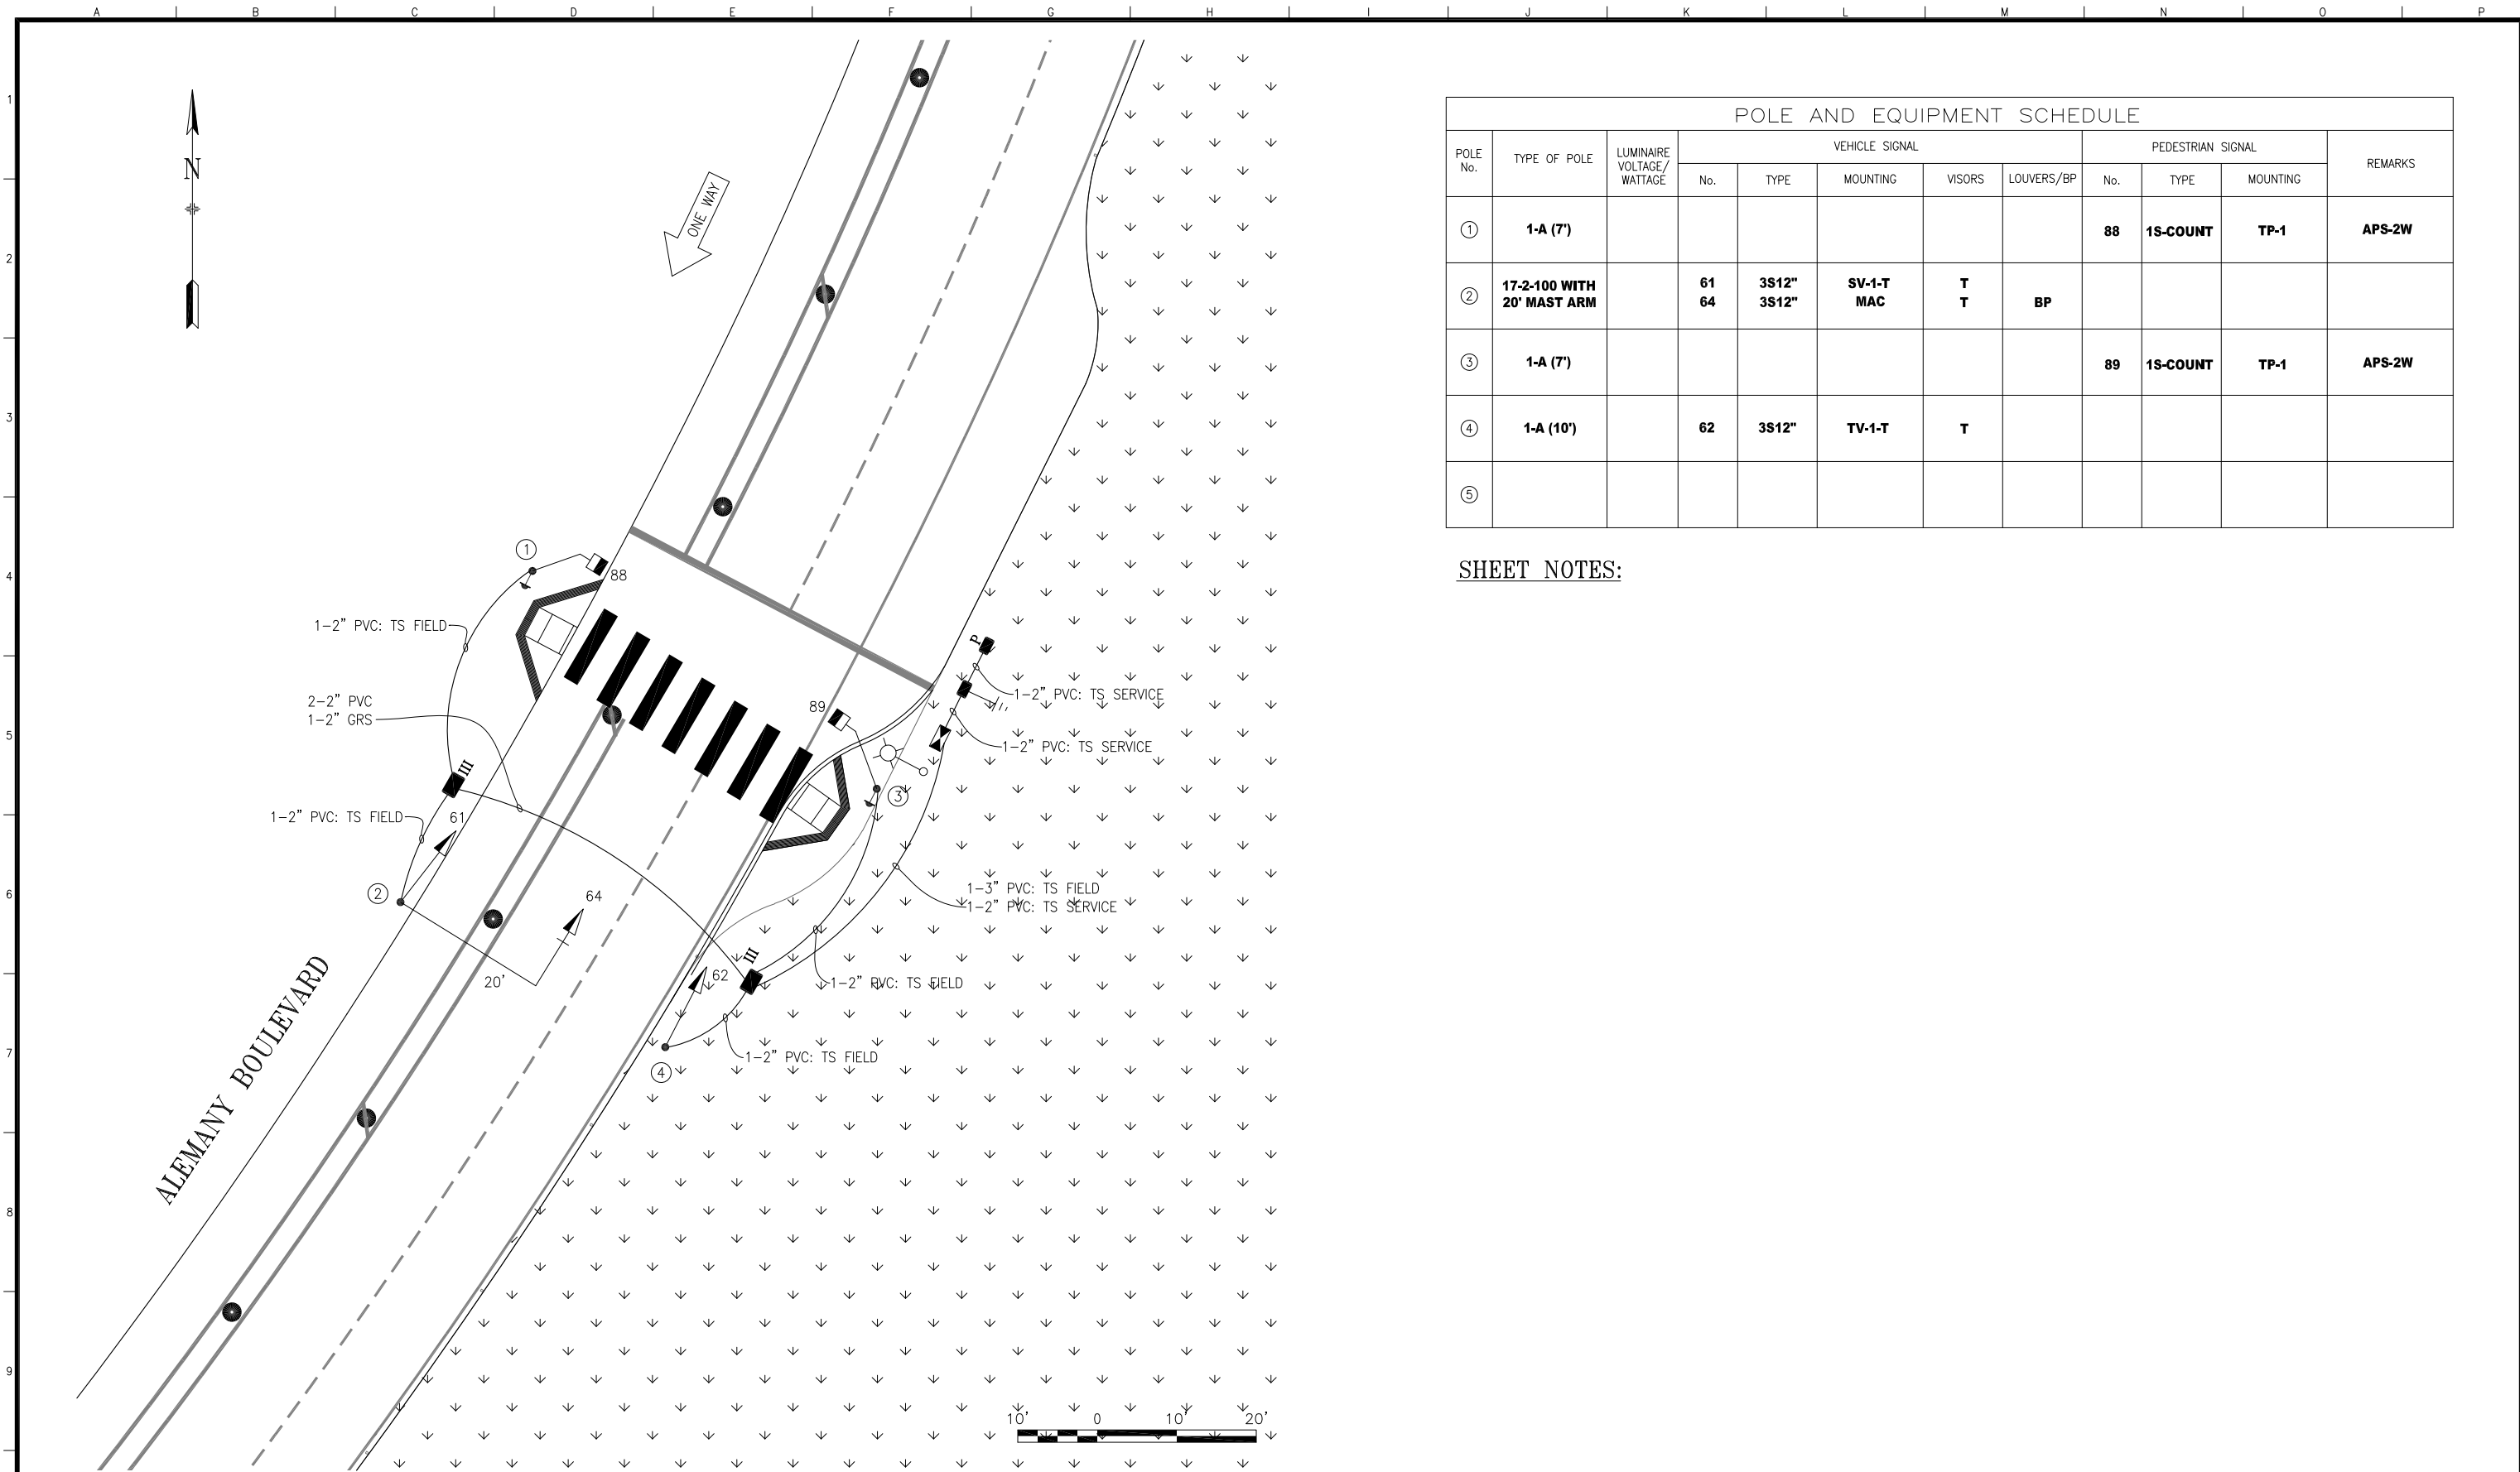 A B C D E F G H I J K L M N O P
1
2
3
4
5
6
7
8
9
N
ONE WAY
POLE AND EQUIPMENT SCHEDULE
POLE No. TYPE OF POLE LUMINAIRE VOLTAGE/ WATTAGE VEHICLE SIGNAL PEDESTRIAN SIGNAL REMARKS
No. TYPE MOUNTING VISORS LOUVERS/BP No. TYPE MOUNTING
1 1-A (7') 88 1S-COUNT TP-1 APS-2W
2 17-2-100 WITH 61 3S12" SV-1-T T
20' MAST ARM 64 3S12" MAC T BP
3 1-A (7') 89 1S-COUNT TP-1 APS-2W
4 1-A (10') 62 3S12" TV-1-T T
5
SHEET NOTES:
1
88
1-2" PVC: TS FIELD
P
1-2" PVC: TS SERVICE
2-2" PVC
1-2" GRS
89
1-2" PVC: TS SERVICE
III
3
1-2" PVC: TS FIELD
61
2
64
1-3" PVC: TS FIELD
1-2" PVC: TS SERVICE
20'
III
62
1-2" PVC: TS FIELD
1-2" PVC: TS FIELD
4
ALEMANY BOULEVARD
10' 0 10' 20'